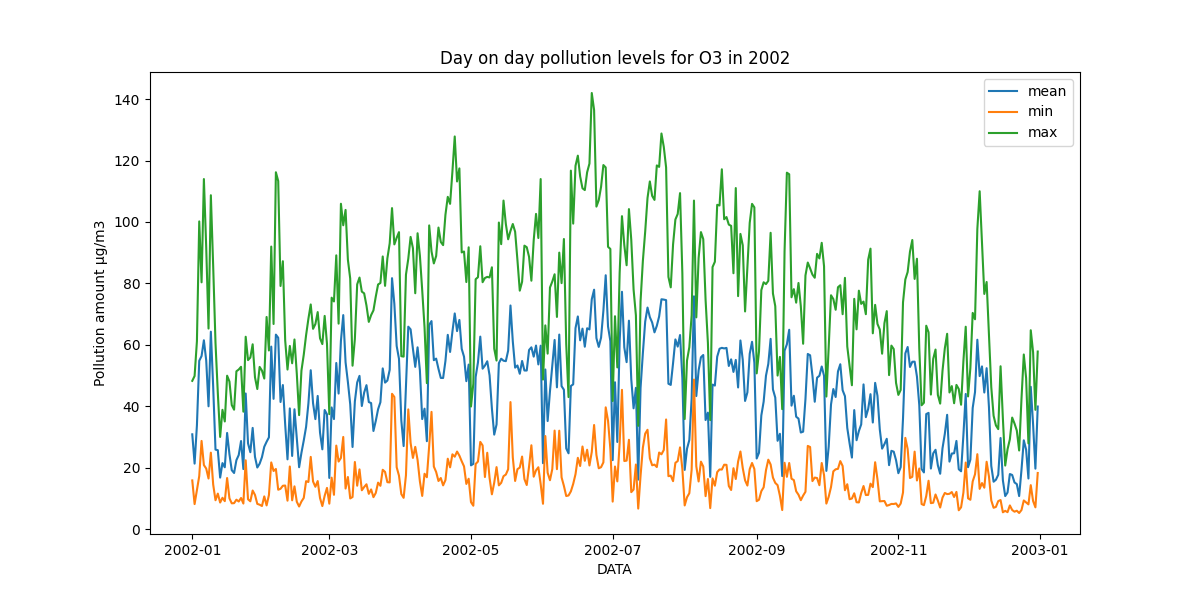 Day on day pollution levels for O3 in 2002
Pollution amount µg/m3
140
120
100
80
60
40
20
0
mean
min
max
2002-01 2002-03 2002-05 2002-07 2002-09 2002-11 2003-01
DATA